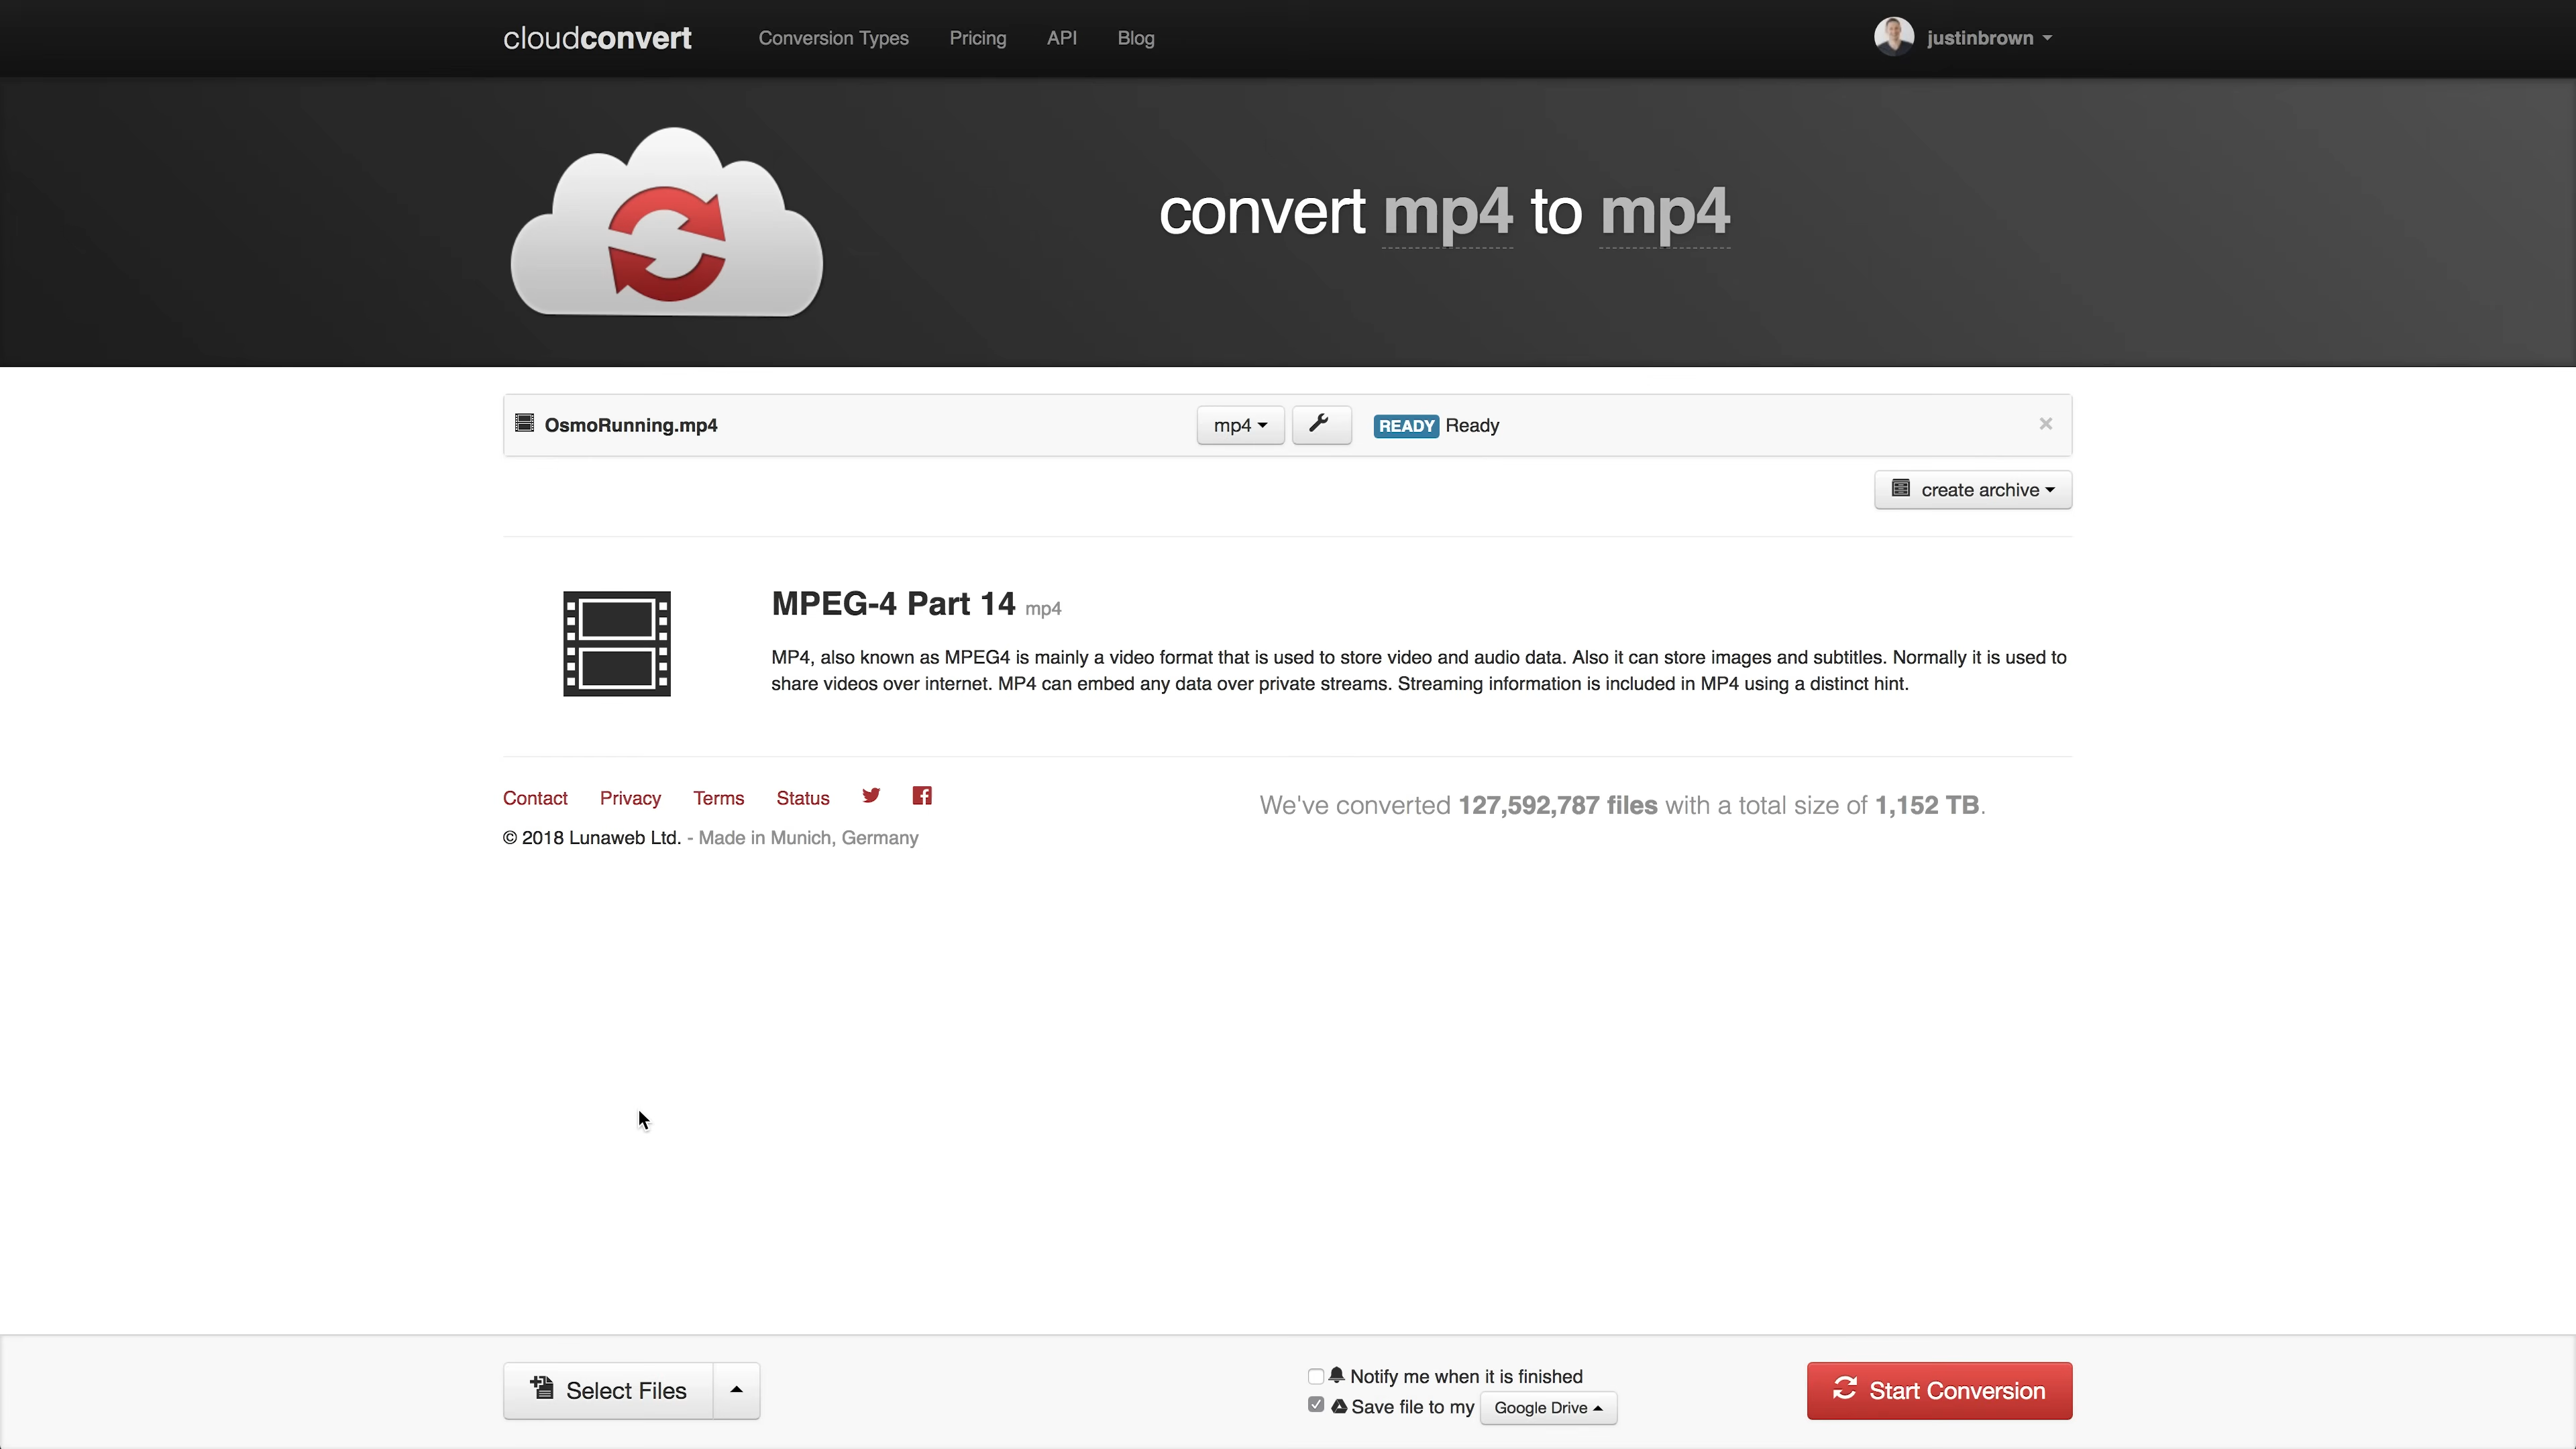 cloudconvert Conversion Types Pricing API Blog justinbrown
convert mp4 to mp4
OsmoRunning.mp4 mp4 READY Ready ×
create archive
MPEG-4 Part 14 mp4
MP4, also known as MPEG4 is mainly a video format that is used to store video and audio data. Also it can store images and subtitles. Normally it is used to
share videos over internet. MP4 can embed any data over private streams. Streaming information is included in MP4 using a distinct hint.
Contact Privacy Terms Status
We've converted 127,592,787 files with a total size of 1,152 TB.
© 2018 Lunaweb Ltd. - Made in Munich, Germany
Select Files
Notify me when it is finished
Save file to my Google Drive
Start Conversion